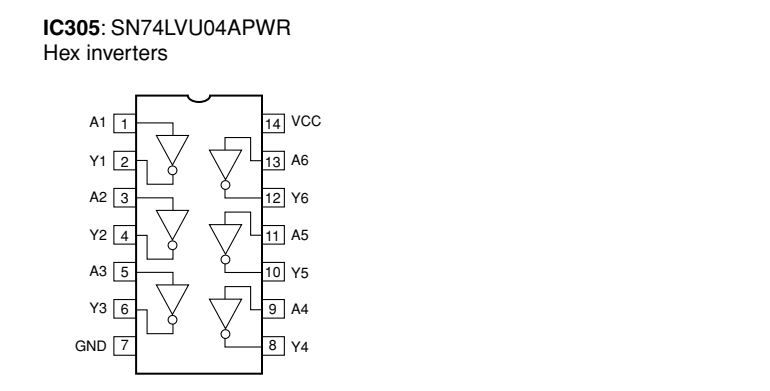 IC305: SN74LVU04APWR
Hex inverters
A1 1 14 VCC
Y1 2 13 A6
A2 3 12 Y6
Y2 4 11 A5
A3 5 10 Y5
Y3 6 9 A4
GND 7 8 Y4